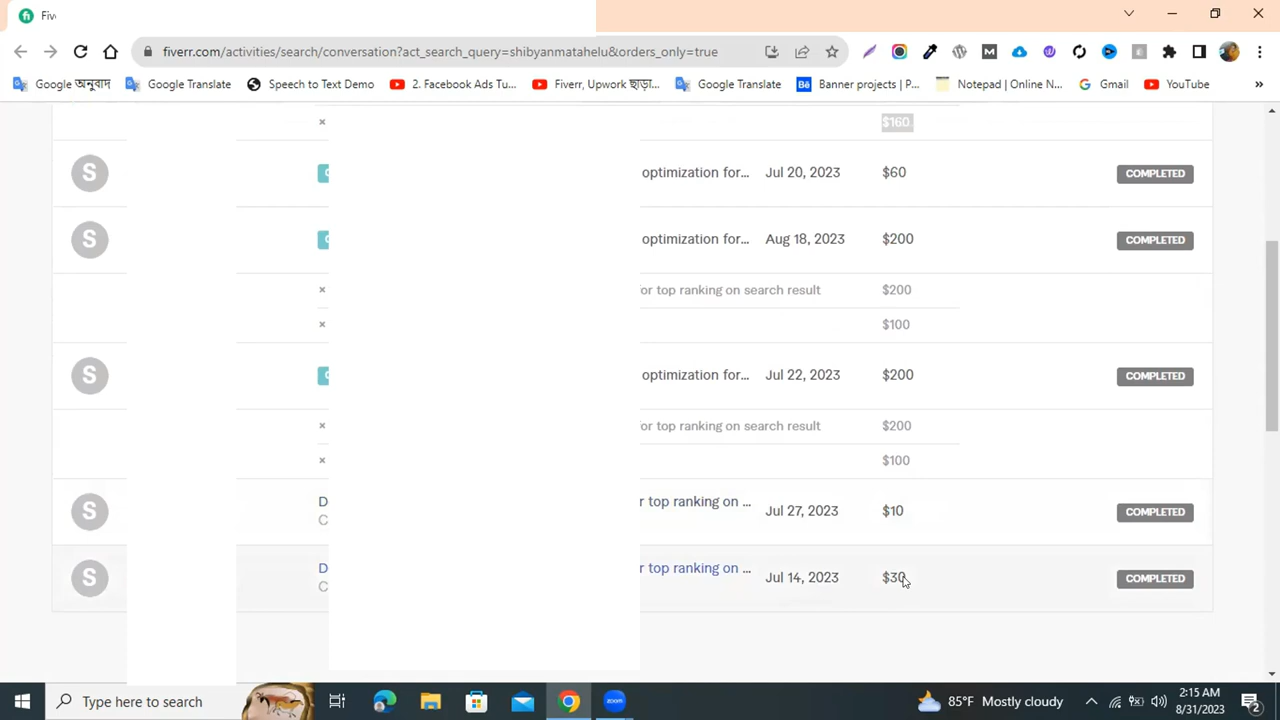 Fiv
fiverr.com/activities/search/conversation?act_search_query=shibyanmatahelu&orders_only=true
Google অনুবাদ
Google Translate
Speech to Text Demo
2. Facebook Ads Tu...
Fiverr, Upwork ছাড়া...
Google Translate
Banner projects | P...
Notepad | Online N...
Gmail
YouTube
»
× $160
S optimization for... Jul 20, 2023 $60 COMPLETED
S optimization for... Aug 18, 2023 $200 COMPLETED
× or top ranking on search result $200
× $100
S optimization for... Jul 22, 2023 $200 COMPLETED
× or top ranking on search result $200
× $100
S D r top ranking on ... Jul 27, 2023 $10 COMPLETED
C
S D r top ranking on ... Jul 14, 2023 $30 COMPLETED
C
Type here to search
zoom
85°F Mostly cloudy
2:15 AM
8/31/2023
2